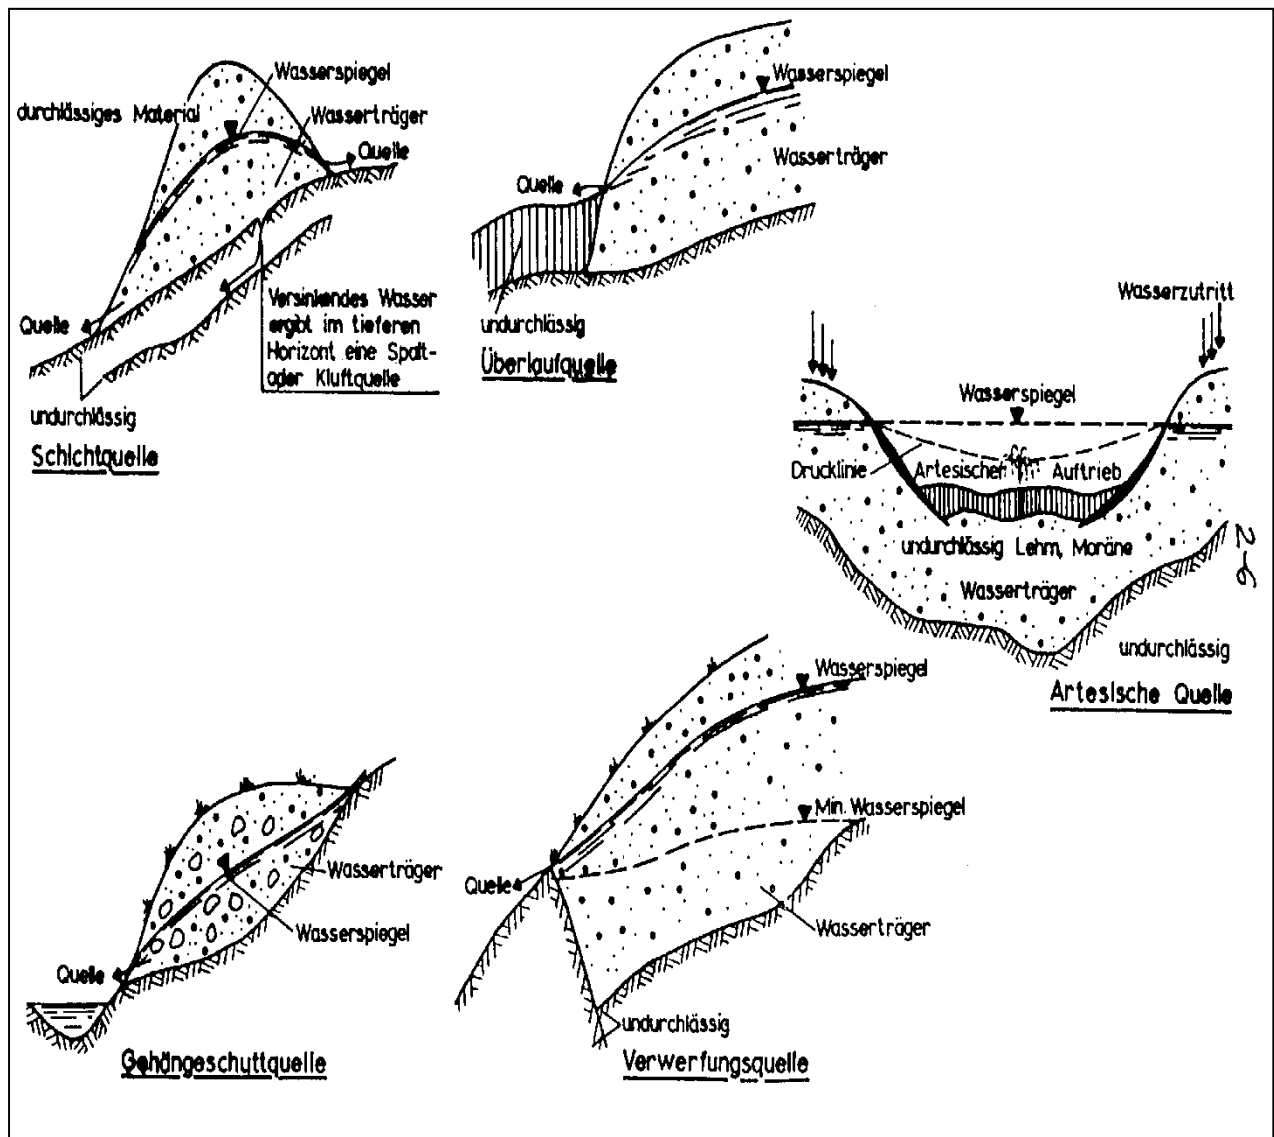 Wasserspiegel
durchlässiges Material
Wasserträger
Quelle
Quelle
Versinkendes Wasser
ergibt im tieferen
Horizont eine Spalt-
oder Kluftquelle
undurchlässig
Schichtquelle
Wasserspiegel
Wasserträger
Quelle
undurchlässig
Überlaufquelle
Wasserzutritt
Wasserspiegel
Drucklinie
Artesischer Auftrieb
undurchlässig Lehm, Moräne
Wasserträger
undurchlässig
Artesische Quelle
2-6
Wasserträger
Wasserspiegel
Quelle
Gehängeschuttquelle
Wasserspiegel
Min. Wasserspiegel
Quelle
Wasserträger
undurchlässig
Verwerfungsquelle